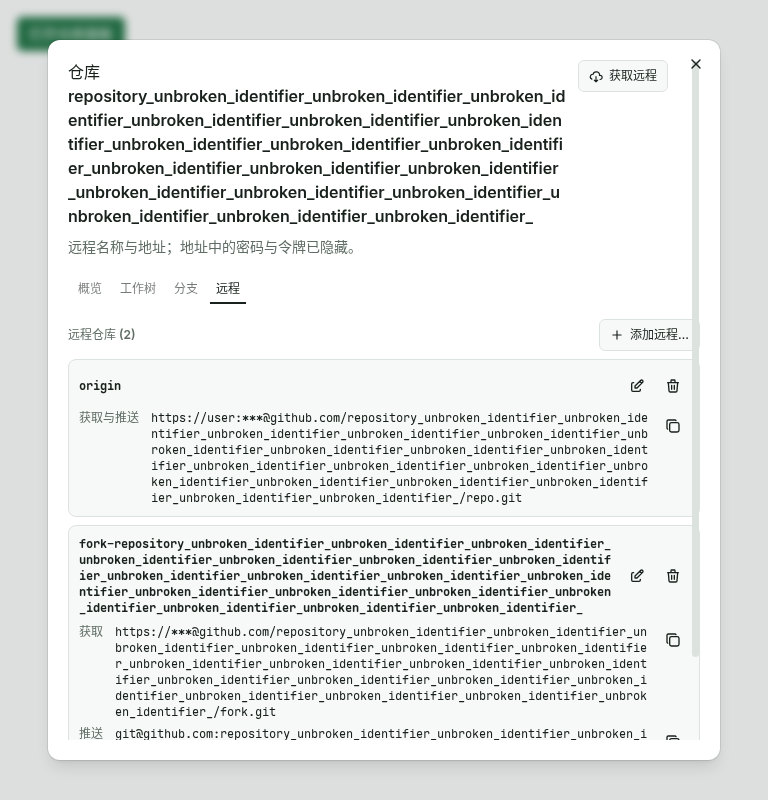 仓库
获取远程
repository_unbroken_identifier_unbroken_identifier_unbroken_id
entifier_unbroken_identifier_unbroken_identifier_unbroken_iden
tifier_unbroken_identifier_unbroken_identifier_unbroken_identifi
er_unbroken_identifier_unbroken_identifier_unbroken_identifier
_unbroken_identifier_unbroken_identifier_unbroken_identifier_u
nbroken_identifier_unbroken_identifier_unbroken_identifier_
远程名称与地址；地址中的密码与令牌已隐藏。
概览 工作树 分支 远程
远程仓库 (2)
添加远程...
origin
获取与推送 https://user:***@github.com/repository_unbroken_identifier_unbroken_ide
ntifier_unbroken_identifier_unbroken_identifier_unbroken_identifier_unb
roken_identifier_unbroken_identifier_unbroken_identifier_unbroken_ident
ifier_unbroken_identifier_unbroken_identifier_unbroken_identifier_unbro
ken_identifier_unbroken_identifier_unbroken_identifier_unbroken_identif
ier_unbroken_identifier_unbroken_identifier_/repo.git
fork-repository_unbroken_identifier_unbroken_identifier_unbroken_identifier_
unbroken_identifier_unbroken_identifier_unbroken_identifier_unbroken_identif
ier_unbroken_identifier_unbroken_identifier_unbroken_identifier_unbroken_ide
ntifier_unbroken_identifier_unbroken_identifier_unbroken_identifier_unbroken
_identifier_unbroken_identifier_unbroken_identifier_unbroken_identifier_
获取 https://***@github.com/repository_unbroken_identifier_unbroken_identifier_un
broken_identifier_unbroken_identifier_unbroken_identifier_unbroken_identifie
r_unbroken_identifier_unbroken_identifier_unbroken_identifier_unbroken_ident
ifier_unbroken_identifier_unbroken_identifier_unbroken_identifier_unbroken_i
dentifier_unbroken_identifier_unbroken_identifier_unbroken_identifier_unbrok
en_identifier_/fork.git
推送 git@github.com:repository_unbroken_identifier_unbroken_identifier_unbroken_i